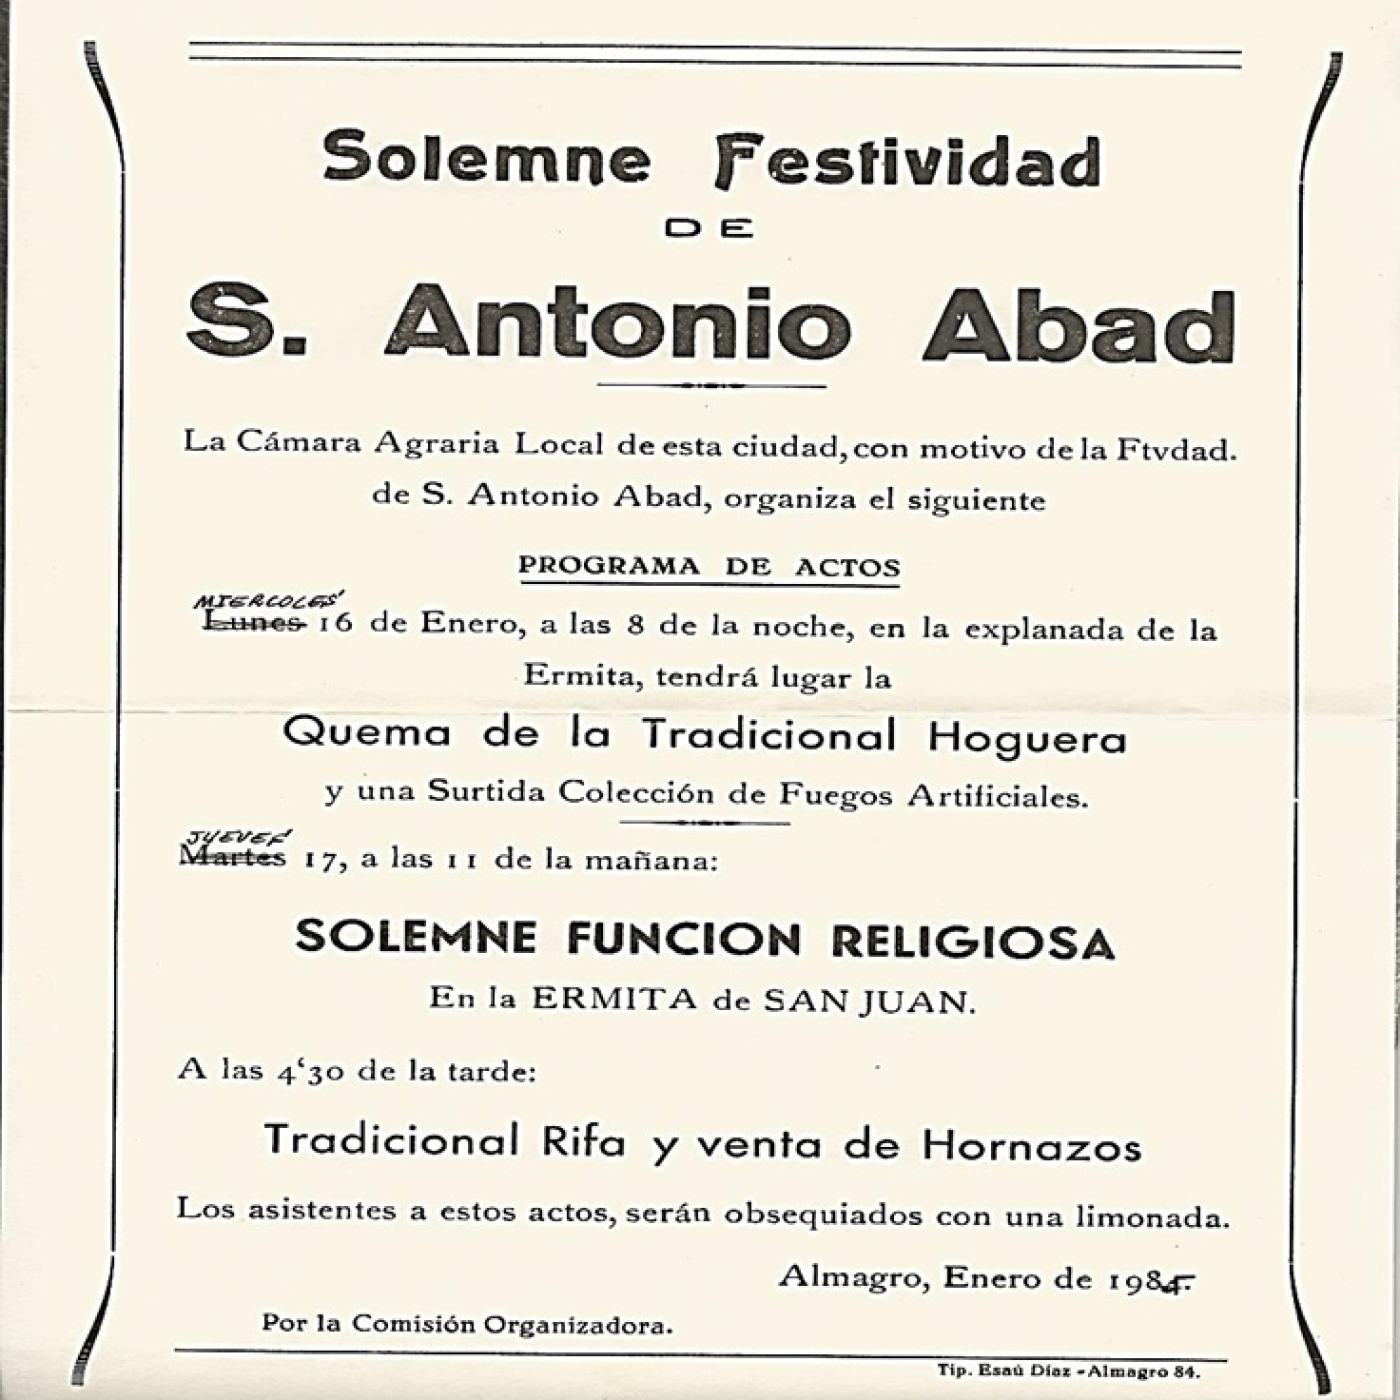 Solemne Festividad
DE
S. Antonio Abad
La Cámara Agraria Local de esta ciudad, con motivo de la Ftvdad.
de S. Antonio Abad, organiza el siguiente
PROGRAMA DE ACTOS
MIERCOLES
Lunes 16 de Enero, a las 8 de la noche, en la explanada de la
Ermita, tendrá lugar la
Quema de la Tradicional Hoguera
y una Surtida Colección de Fuegos Artificiales.
JUEVES
Martes 17, a las 11 de la mañana:
SOLEMNE FUNCION RELIGIOSA
En la ERMITA de SAN JUAN.
A las 4‘30 de la tarde:
Tradicional Rifa y venta de Hornazos
Los asistentes a estos actos, serán obsequiados con una limonada.
Almagro, Enero de 1985.
Por la Comisión Organizadora.
Tip. Esaú Díaz - Almagro 84.